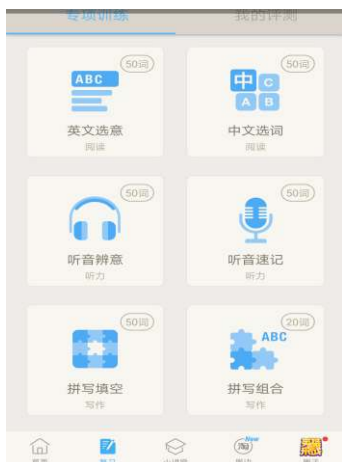 专项训练
我的评测
50词
ABC
英文选意
阅读
50词
中 C
A B
中文选词
阅读
50词
听音辨意
听力
50词
听音速记
听力
50词
拼写填空
写作
20词
ABC
拼写组合
写作
New
淘